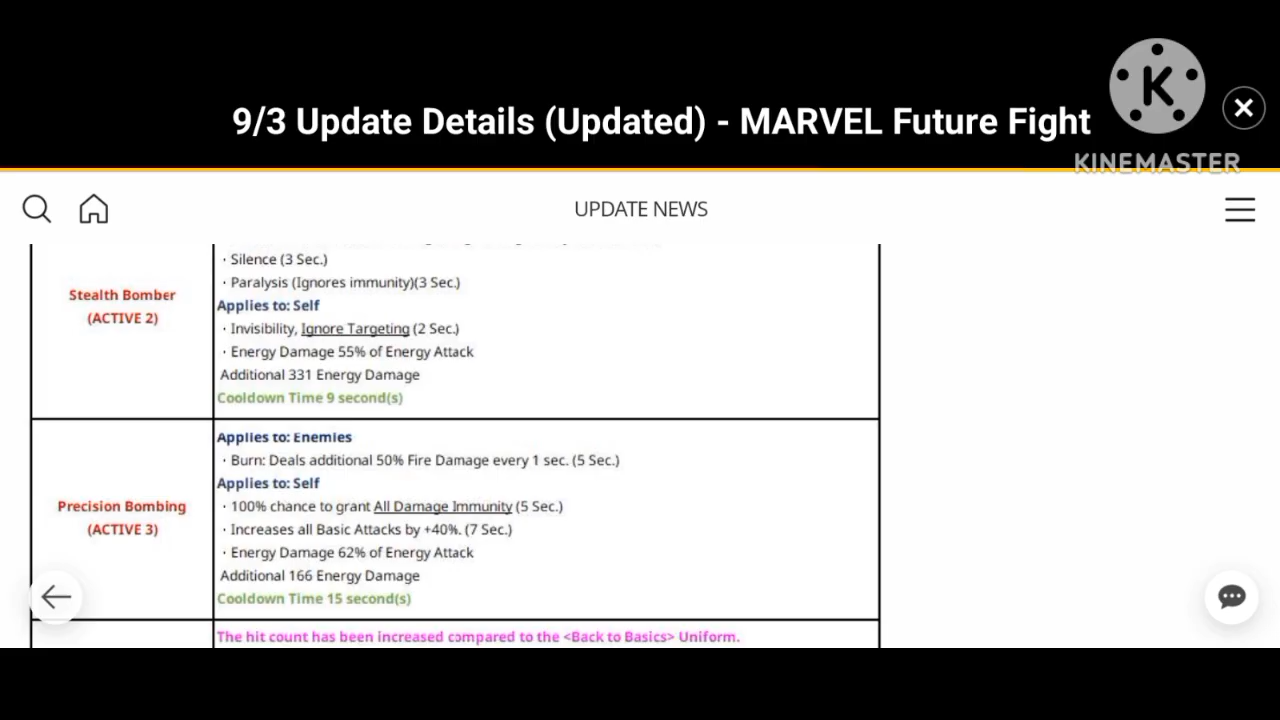 9/3 Update Details (Updated) - MARVEL Future Fight
K
KINEMASTER
UPDATE NEWS
Stealth Bomber
(ACTIVE 2)
· Silence (3 Sec.)
· Paralysis (Ignores immunity)(3 Sec.)
Applies to: Self
· Invisibility, Ignore Targeting (2 Sec.)
· Energy Damage 55% of Energy Attack
Additional 331 Energy Damage
Cooldown Time 9 second(s)
Precision Bombing
(ACTIVE 3)
Applies to: Enemies
· Burn: Deals additional 50% Fire Damage every 1 sec. (5 Sec.)
Applies to: Self
· 100% chance to grant All Damage Immunity (5 Sec.)
· Increases all Basic Attacks by +40%. (7 Sec.)
· Energy Damage 62% of Energy Attack
Additional 166 Energy Damage
Cooldown Time 15 second(s)
The hit count has been increased compared to the <Back to Basics> Uniform.